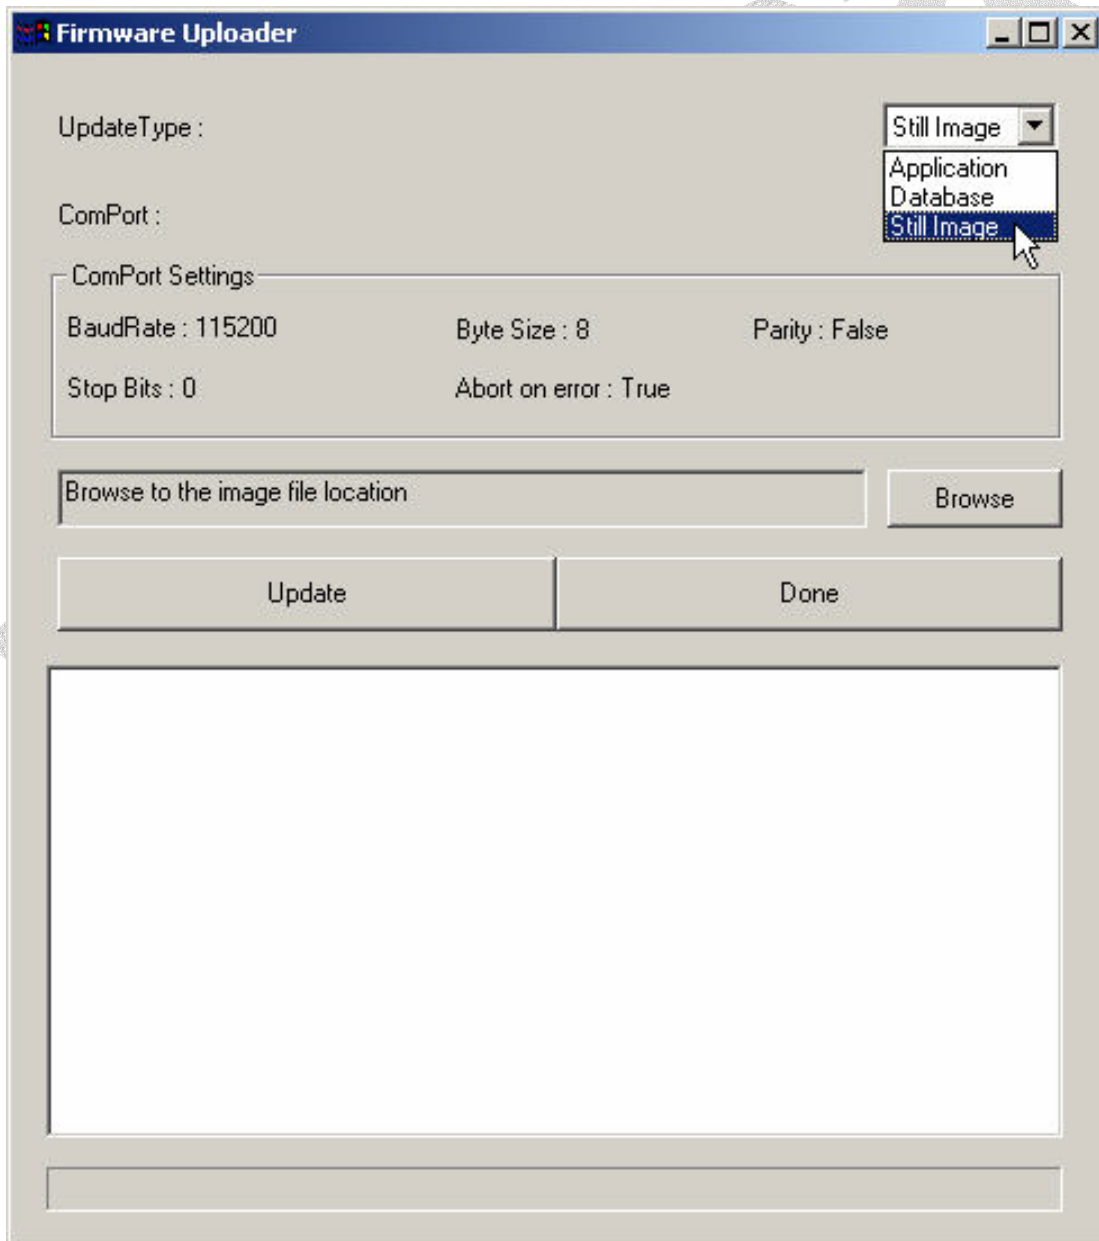 Firmware Uploader
UpdateType :
Still Image
Application
Database
Still Image
ComPort :
ComPort Settings
BaudRate : 115200
Byte Size : 8
Parity : False
Stop Bits : 0
Abort on error : True
Browse to the image file location
Browse
Update
Done